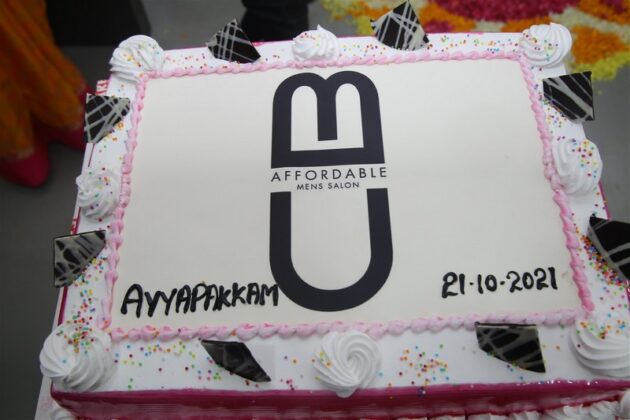 AFFORDABLE
MENS SALON
AYYAPAKKAM
21-10-2021